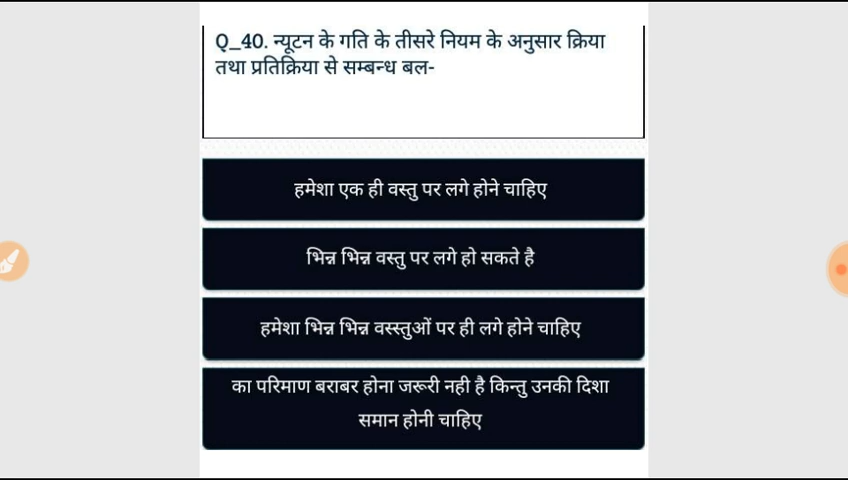 Q_40. न्यूटन के गति के तीसरे नियम के अनुसार क्रिया
तथा प्रतिक्रिया से सम्बन्ध बल-
हमेशा एक ही वस्तु पर लगे होने चाहिए
भिन्न भिन्न वस्तु पर लगे हो सकते है
हमेशा भिन्न भिन्न वस्स्तुओं पर ही लगे होने चाहिए
का परिमाण बराबर होना जरूरी नही है किन्तु उनकी दिशा
समान होनी चाहिए